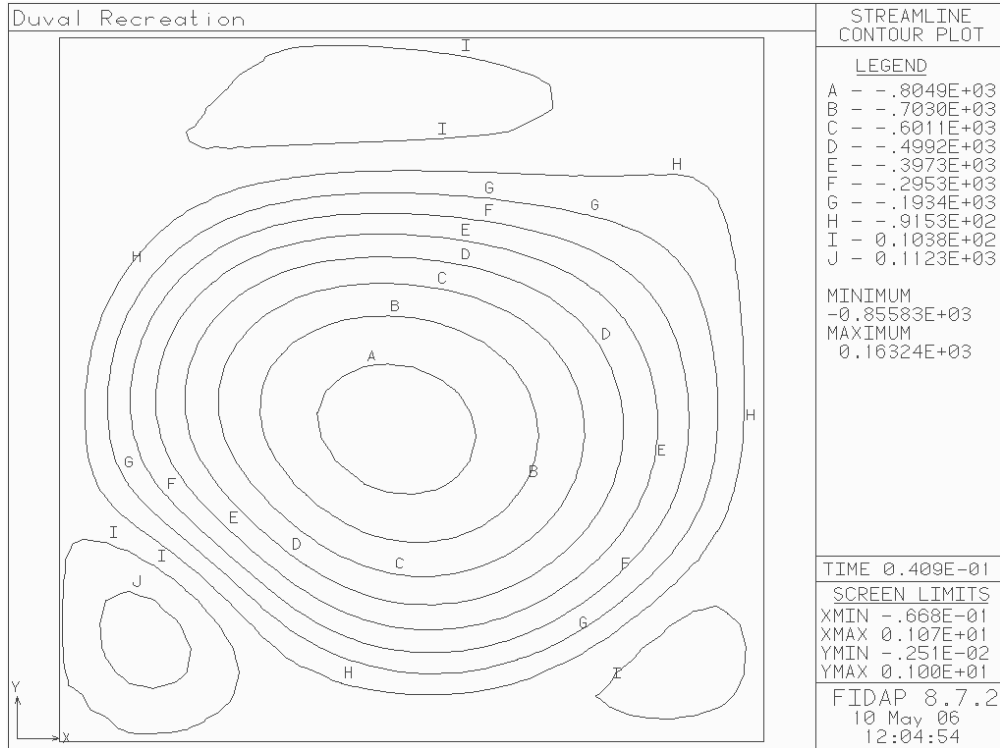 Duval Recreation
STREAMLINE
CONTOUR PLOT
LEGEND
A - -.8049E+03
B - -.7030E+03
C - -.6011E+03
D - -.4992E+03
E - -.3973E+03
F - -.2953E+03
G - -.1934E+03
H - -.9153E+02
I - 0.1038E+02
J - 0.1123E+03
MINIMUM
-0.85583E+03
MAXIMUM
0.16324E+03
TIME 0.409E-01
SCREEN LIMITS
XMIN -.668E-01
XMAX 0.107E+01
YMIN -.251E-02
YMAX 0.100E+01
FIDAP 8.7.2
10 May 06
12:04:54
I
I
H
G
G
F
E
H
D
C
B
D
A
H
E
G
B
F
E
I
D
I
C
F
J
G
H
I
Y
X